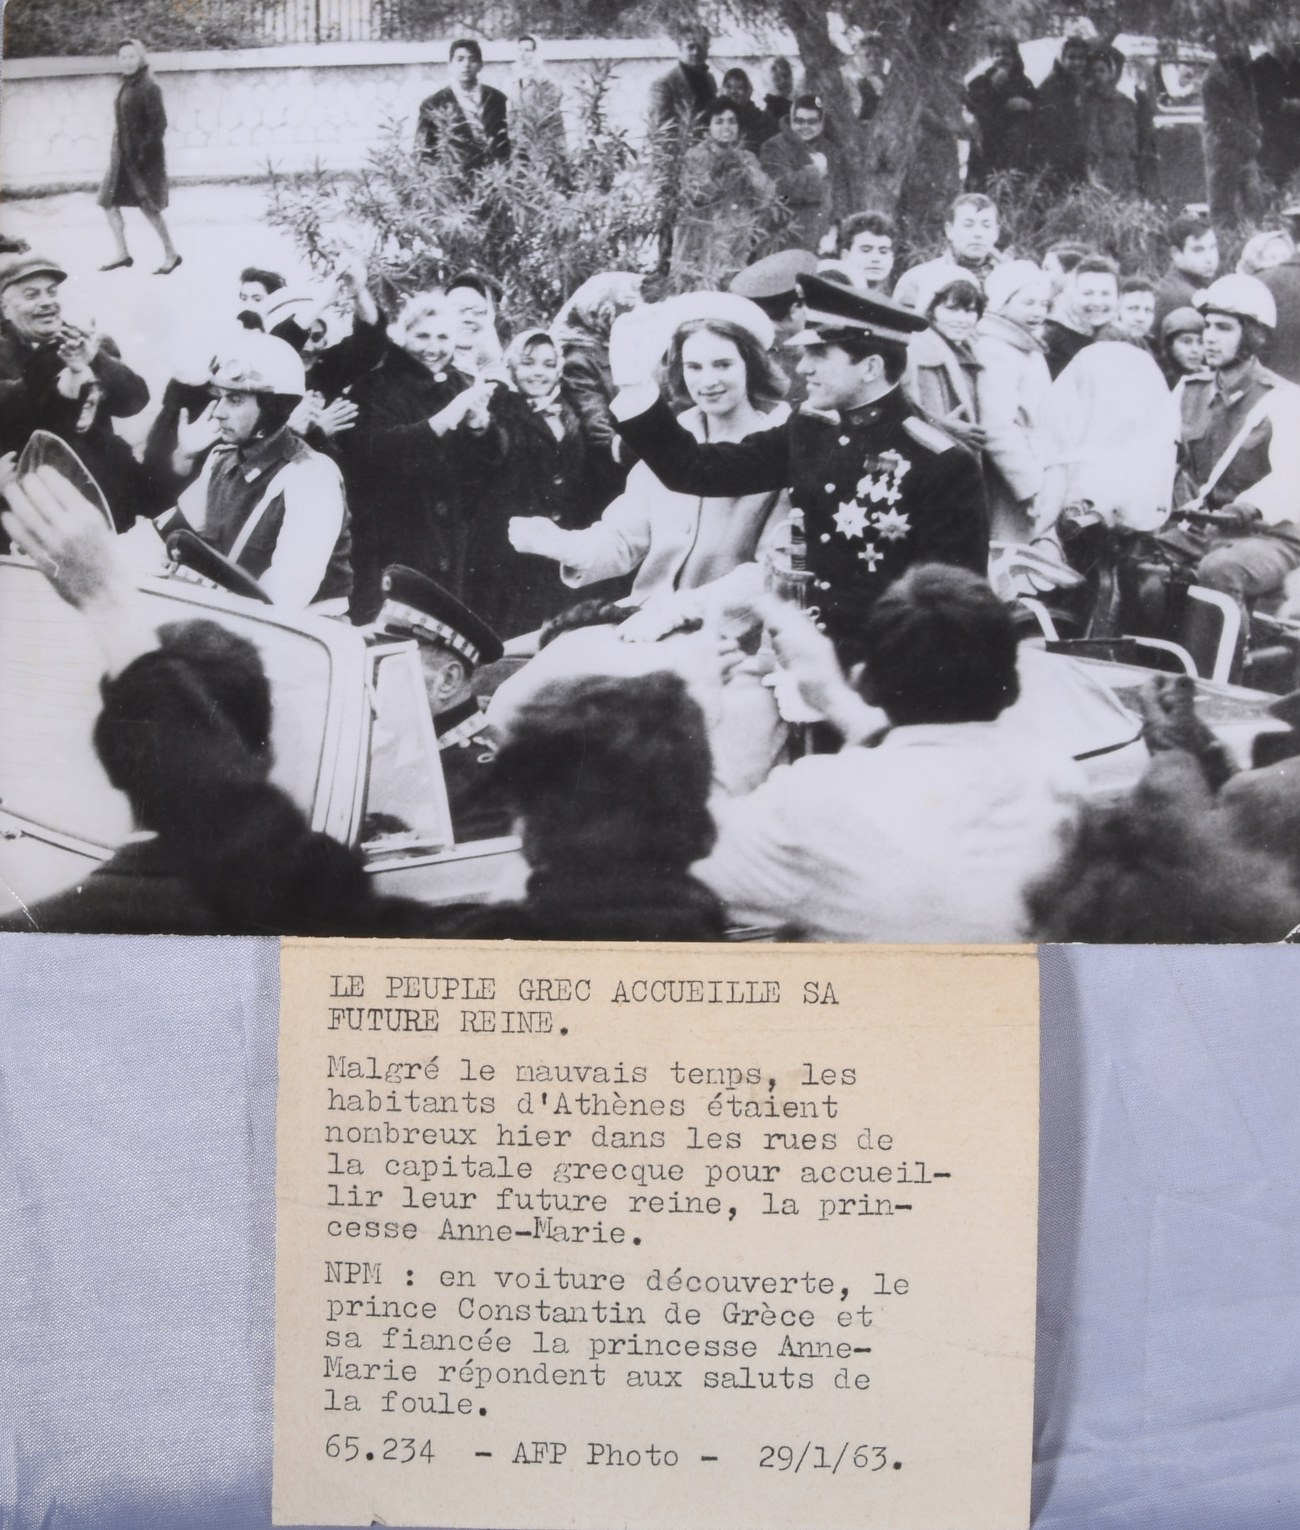 LE PEUPLE GREC ACCUEILLE SA
FUTURE REINE.
Malgré le mauvais temps, les
habitants d'Athènes étaient
nombreux hier dans les rues de
la capitale grecque pour accueil-
lir leur future reine, la prin-
cesse Anne-Marie.
NPM : en voiture découverte, le
prince Constantin de Grèce et
sa fiancée la princesse Anne-
Marie répondent aux saluts de
la foule.
65.234 - AFP Photo - 29/1/63.